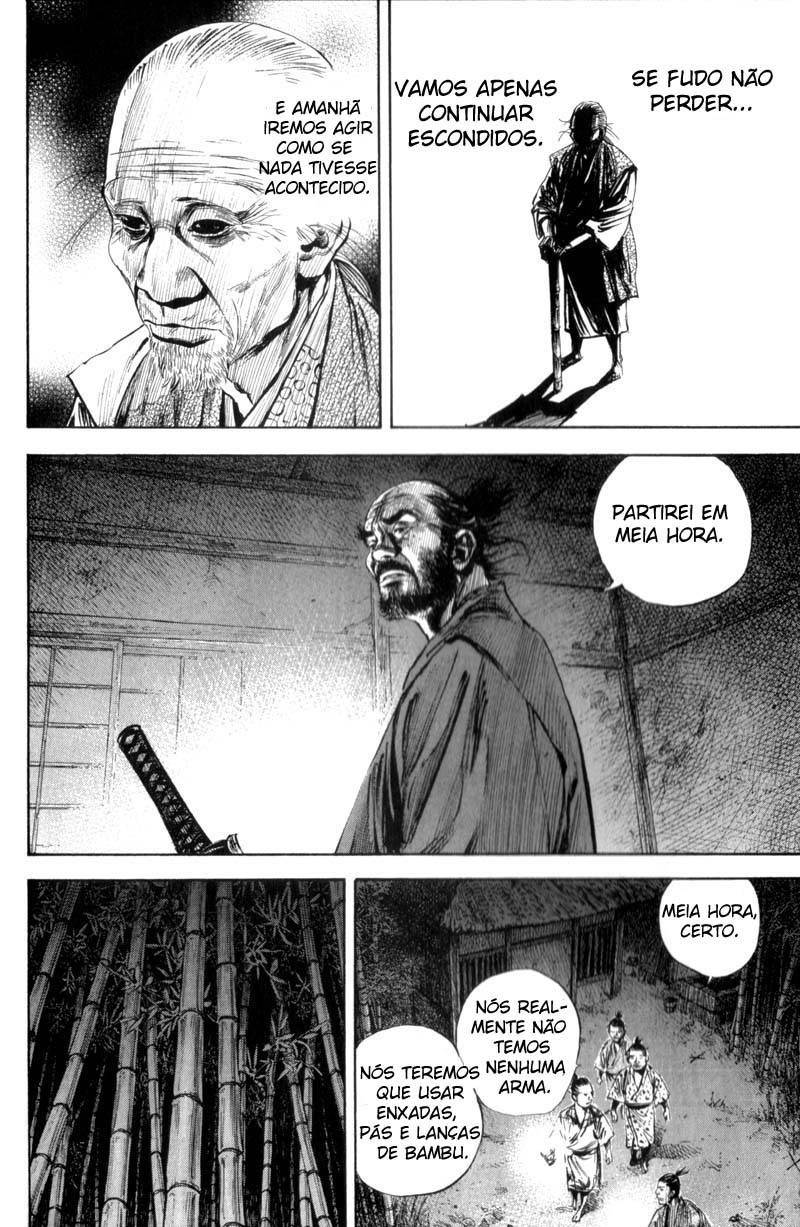 SE FUDO NÃO
PERDER...
VAMOS APENAS
CONTINUAR
ESCONDIDOS.
E AMANHÃ
IREMOS AGIR
COMO SE
NADA TIVESSE
ACONTECIDO.
PARTIREI EM
MEIA HORA.
MEIA HORA,
CERTO.
NÓS REAL-
MENTE NÃO
TEMOS
NENHUMA
ARMA.
NÓS TEREMOS
QUE USAR
ENXADAS,
PÁS E LANÇAS
DE BAMBU.